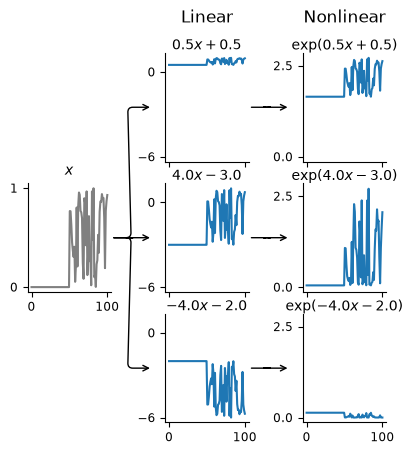 Linear
Nonlinear
0.5x + 0.5
exp(0.5x + 0.5)
0
−6
2.5
0.0
x
1
0
0
100
4.0x − 3.0
exp(4.0x − 3.0)
0
−6
2.5
0.0
−4.0x − 2.0
exp(−4.0x − 2.0)
0
−6
0
100
2.5
0.0
0
100